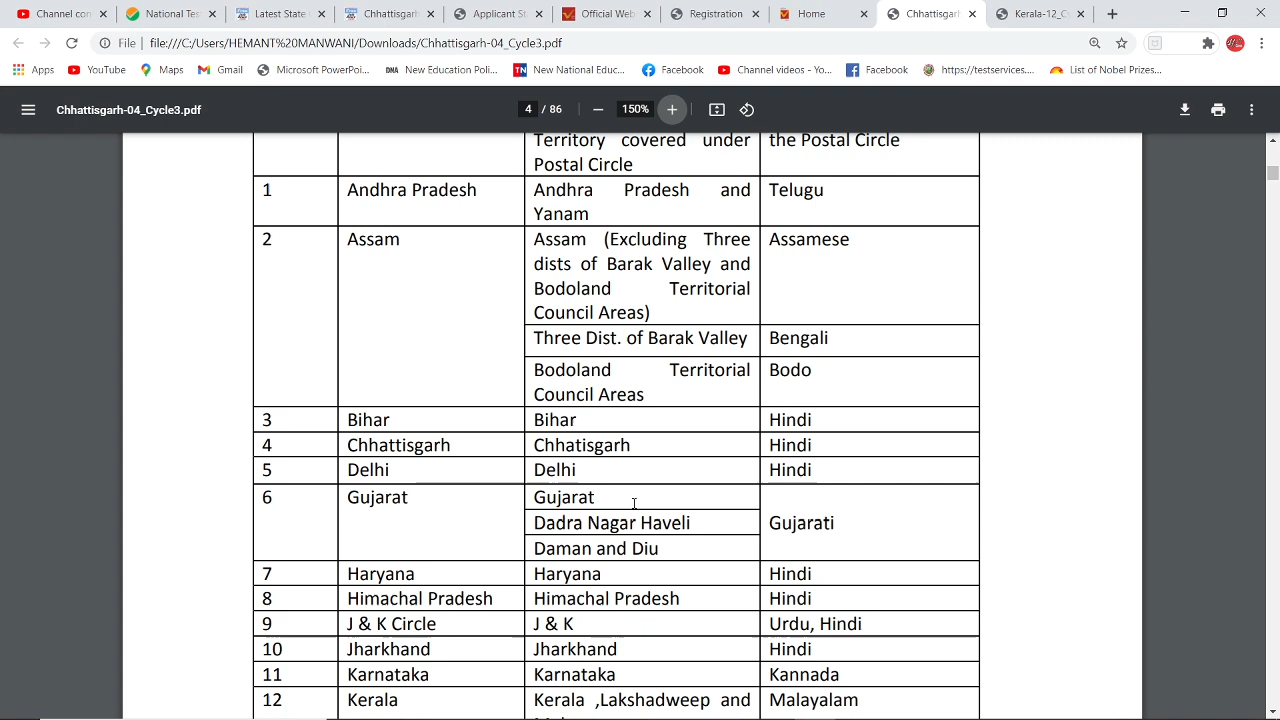 Channel con
National Test
Latest State
Chhattisgarh
Applicant St
Official Web
Registration
Home
Chhattisgarh
Kerala-12_Cy
File
file:///C:/Users/HEMANT%20MANWANI/Downloads/Chhattisgarh-04_Cycle3.pdf
Apps
YouTube
Maps
Gmail
Microsoft PowerPoi...
DNA New Education Poli...
TN New National Educ...
Facebook
Channel videos - Yo...
Facebook
https://testservices....
List of Nobel Prizes...
Chhattisgarh-04_Cycle3.pdf
4 / 86
150%
Territory covered under
Postal Circle
the Postal Circle
1 Andhra Pradesh Andhra Pradesh and
Yanam
Telugu
2 Assam Assam (Excluding Three
dists of Barak Valley and
Bodoland Territorial
Council Areas)
Assamese
Three Dist. of Barak Valley Bengali
Bodoland Territorial
Council Areas
Bodo
3 Bihar Bihar Hindi
4 Chhattisgarh Chhatisgarh Hindi
5 Delhi Delhi Hindi
6 Gujarat Gujarat
Dadra Nagar Haveli
Daman and Diu
Gujarati
7 Haryana Haryana Hindi
8 Himachal Pradesh Himachal Pradesh Hindi
9 J & K Circle J & K Urdu, Hindi
10 Jharkhand Jharkhand Hindi
11 Karnataka Karnataka Kannada
12 Kerala Kerala ,Lakshadweep and Malayalam